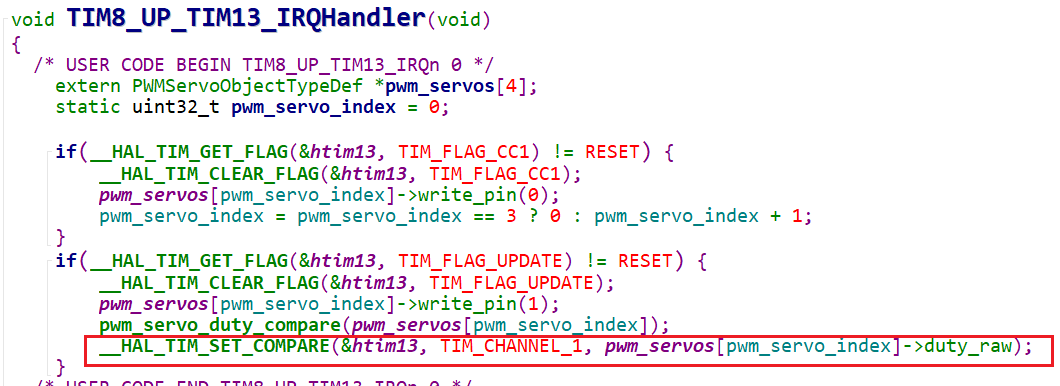 void TIM8_UP_TIM13_IRQHandler(void)
{
/* USER CODE BEGIN TIM8_UP_TIM13_IRQn 0 */
extern PWMServoObjectTypeDef *pwm_servos[4];
static uint32_t pwm_servo_index = 0;
if(__HAL_TIM_GET_FLAG(&htim13, TIM_FLAG_CC1) != RESET) {
__HAL_TIM_CLEAR_FLAG(&htim13, TIM_FLAG_CC1);
pwm_servos[pwm_servo_index]->write_pin(0);
pwm_servo_index = pwm_servo_index == 3 ? 0 : pwm_servo_index + 1;
}
if(__HAL_TIM_GET_FLAG(&htim13, TIM_FLAG_UPDATE) != RESET) {
__HAL_TIM_CLEAR_FLAG(&htim13, TIM_FLAG_UPDATE);
pwm_servos[pwm_servo_index]->write_pin(1);
pwm_servo_duty_compare(pwm_servos[pwm_servo_index]);
__HAL_TIM_SET_COMPARE(&htim13, TIM_CHANNEL_1, pwm_servos[pwm_servo_index]->duty_raw);
}
/* USER CODE END TIM8_UP_TIM13_IRQn 0 */